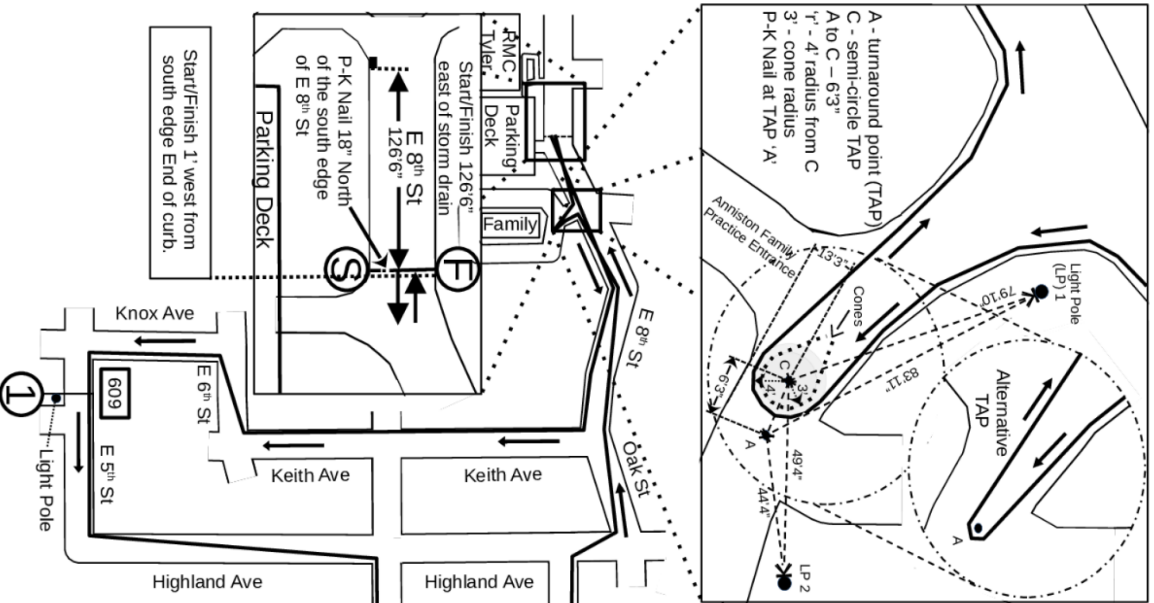 A - turnaround point (TAP)
C - semi-circle TAP
A to C – 6'3"
'r' - 4' radius from C
3' - cone radius
P-K Nail at TAP 'A'
Anniston Family
Practice Entrance
13'3"
Cones
Light Pole
(LP) 1
79'10"
83'11"
C
4'
3'
6'3"
A
49'4"
44'4"
LP 2
Alternative
TAP
A
RMC
Tyler
Parking
Deck
Family
Start/Finish 126'6"
east of storm drain
E 8th St
126'6"
P-K Nail 18" North
of the south edge
of E 8th St
Parking Deck
S
F
Start/Finish 1' west from
south edge End of curb.
E 8th St
Oak St
Knox Ave
E 6th St
609
1
E 5th St
Light Pole
Keith Ave
Keith Ave
Highland Ave
Highland Ave